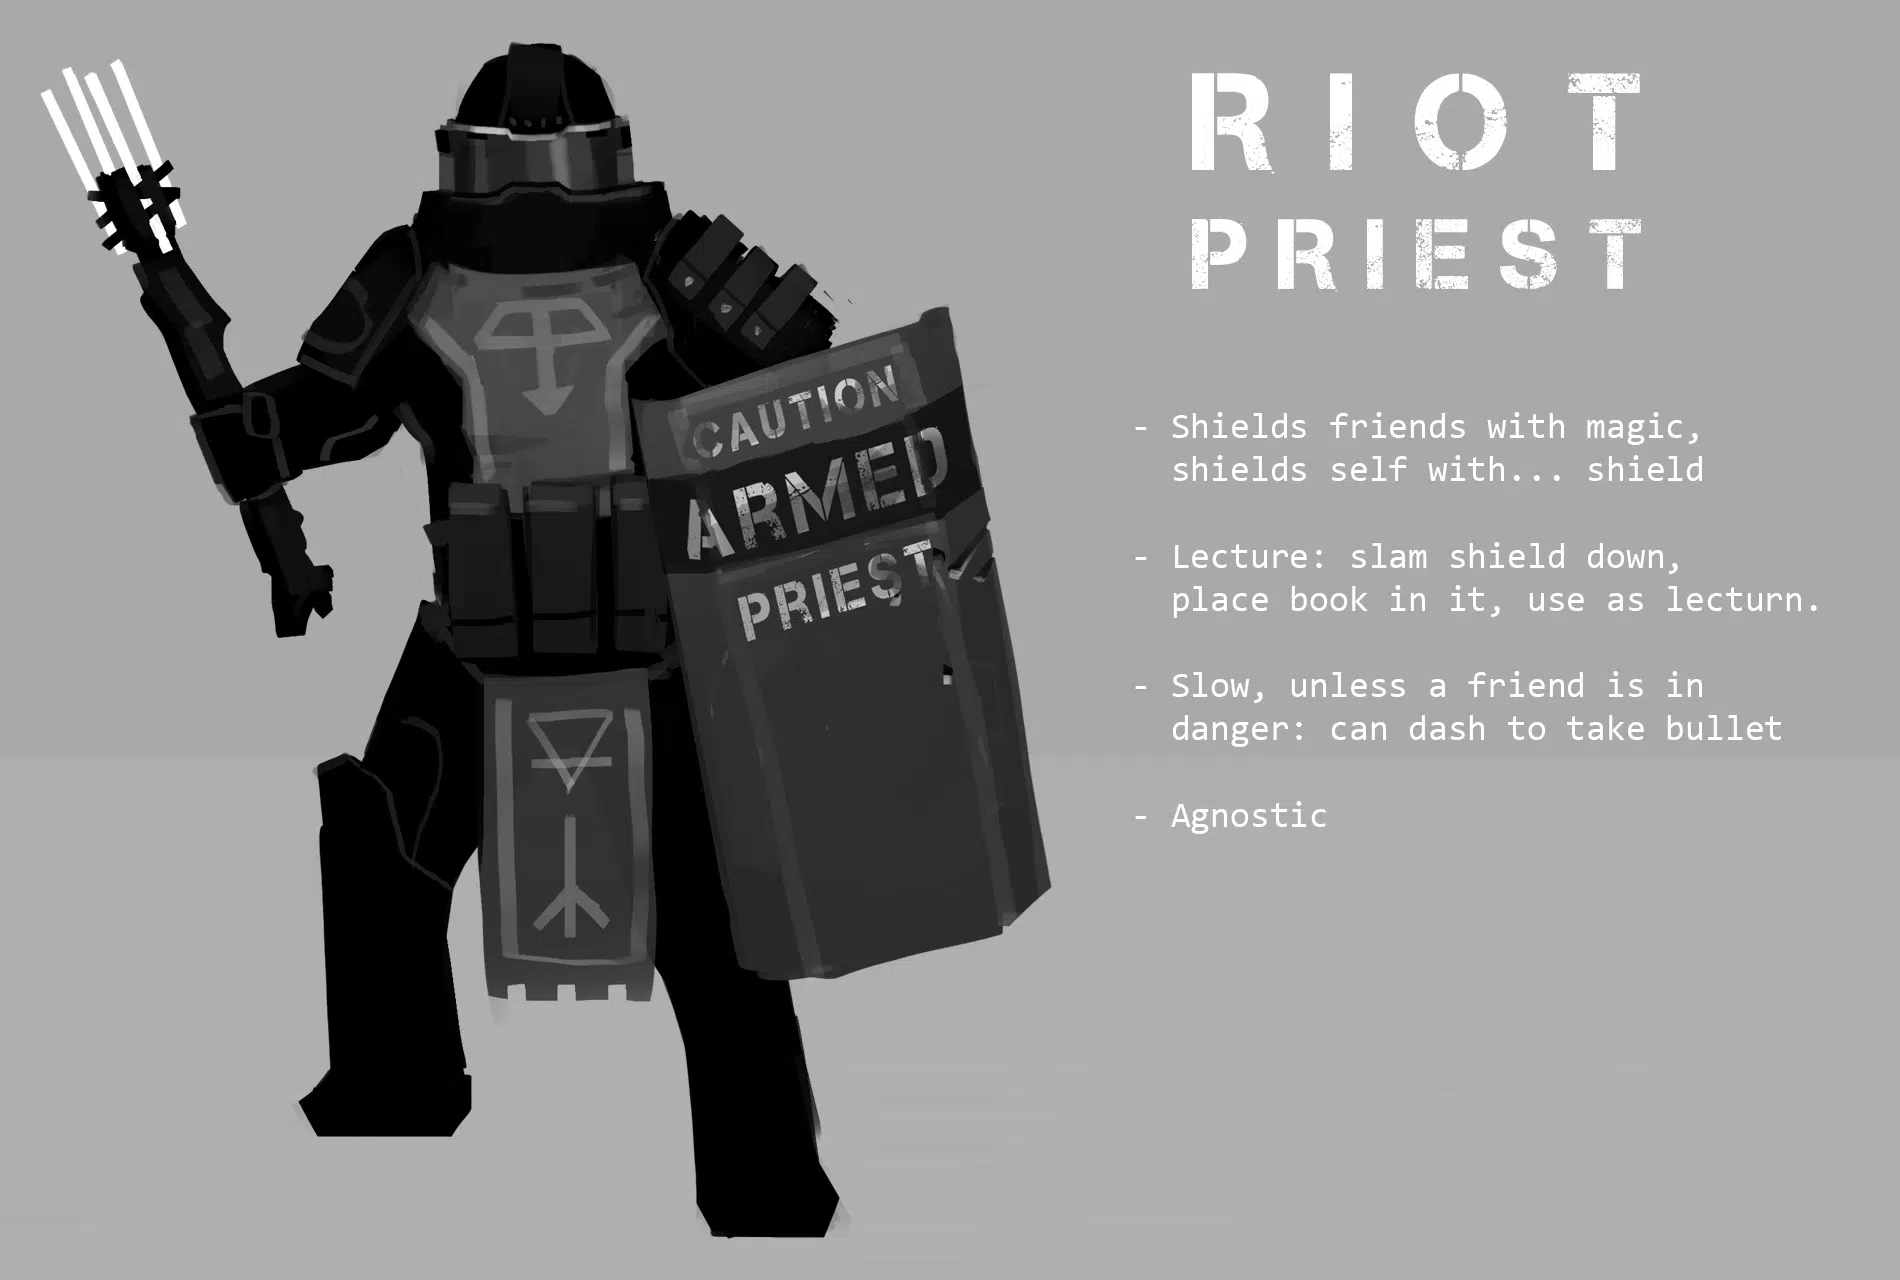 RIOT
PRIEST
CAUTION
ARMED
PRIEST
- Shields friends with magic,
shields self with... shield
- Lecture: slam shield down,
place book in it, use as lecturn.
- Slow, unless a friend is in
danger: can dash to take bullet
- Agnostic